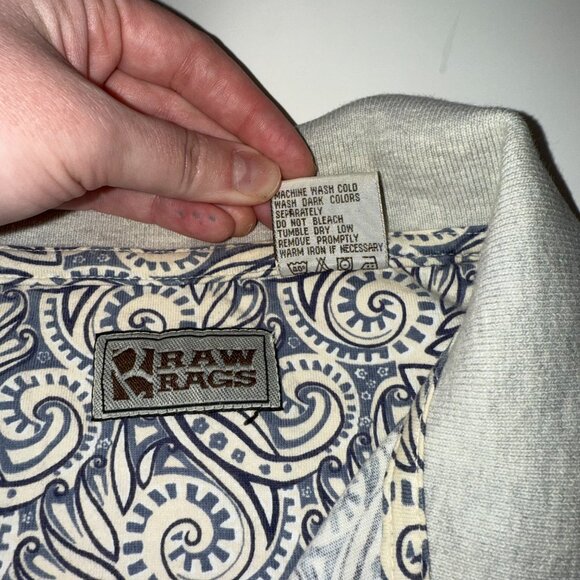 MACHINE WASH COLD
WASH DARK COLORS
SEPARATELY
DO NOT BLEACH
TUMBLE DRY LOW
REMOVE PROMPTLY
WARM IRON IF NECESSARY
RAW
RAGS